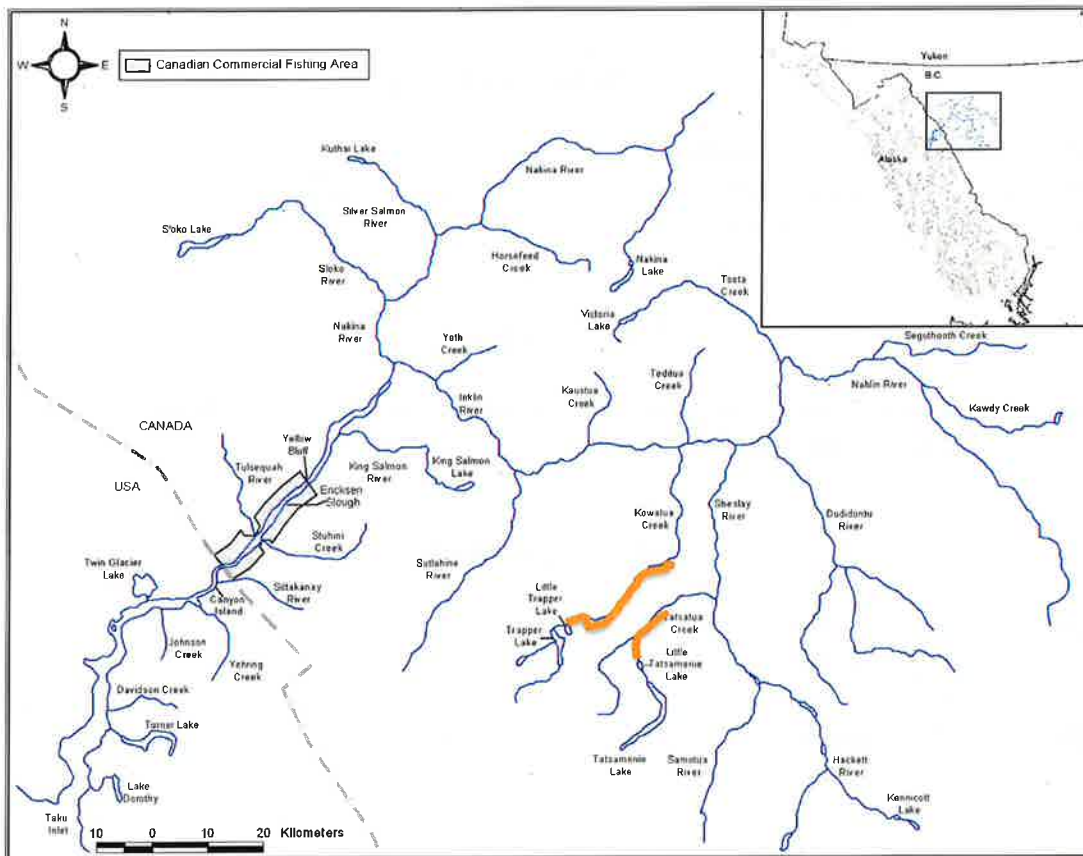 N
W
E
S
Canadian Commercial Fishing Area
Yukon
B.C.
Alaska
Kuthai Lake
Nakina River
Silver Salmon
River
S'oko Lake
Horsefeed
Creek
Sloko
River
Nakina
Lake
Tseta
Creek
Victoria
Lake
Nakina
River
Yeth
Creek
Segutnonth Creek
Teddua
Creek
Nahlin River
Inklin
River
Kaustua
Creek
Kawdy Creek
CANADA
USA
Yellow
Bluff
Tulsequah
River
King Salmon
River
King Salmon
Lake
Ericksen
Slough
Kowatua
Creek
Sheslay
River
Dudidontu
River
Stuhini
Creek
Sutlahine
River
Twin Glacier
Lake
Sittakanay
River
Little
Trapper
Lake
Canyon
Island
Tatsatua
Creek
Trapper
Lake
Johnson
Creek
Little
Tatsamenie
Lake
Yehring
Creek
Davidson Creek
Turner Lake
Tatsamenie
Lake
Samotua
River
Hackett
River
Lake
Dorothy
Kennicott
Lake
Taku
Inlet
10 0 10 20 Kilometers